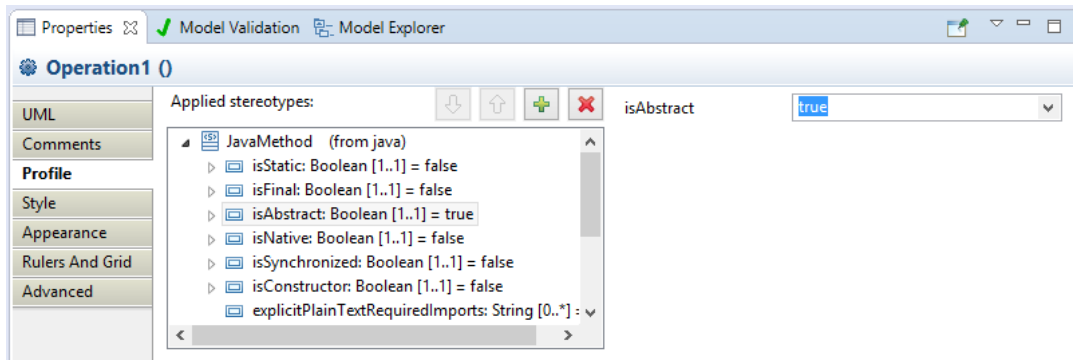 Properties Model Validation Model Explorer
Operation1 ()
UML
Comments
Profile
Style
Appearance
Rulers And Grid
Advanced
Applied stereotypes:
JavaMethod (from java)
isStatic: Boolean [1..1] = false
isFinal: Boolean [1..1] = false
isAbstract: Boolean [1..1] = true
isNative: Boolean [1..1] = false
isSynchronized: Boolean [1..1] = false
isConstructor: Boolean [1..1] = false
explicitPlainTextRequiredImports: String [0..*] =
isAbstract true